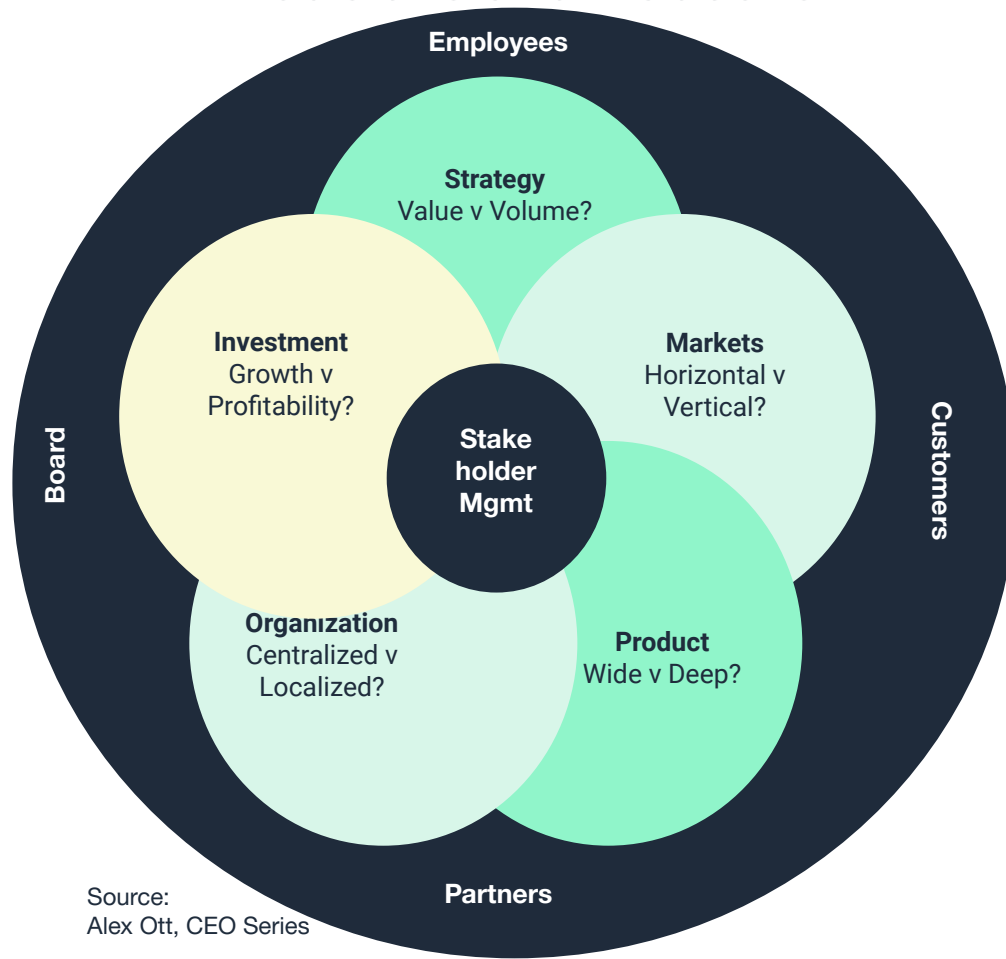 Employees
Strategy
Value v Volume?
Investment
Growth v
Profitability?
Markets
Horizontal v
Vertical?
Board
Stake
holder
Mgmt
Customers
Organization
Centralized v
Localized?
Product
Wide v Deep?
Partners
Source:
Alex Ott, CEO Series